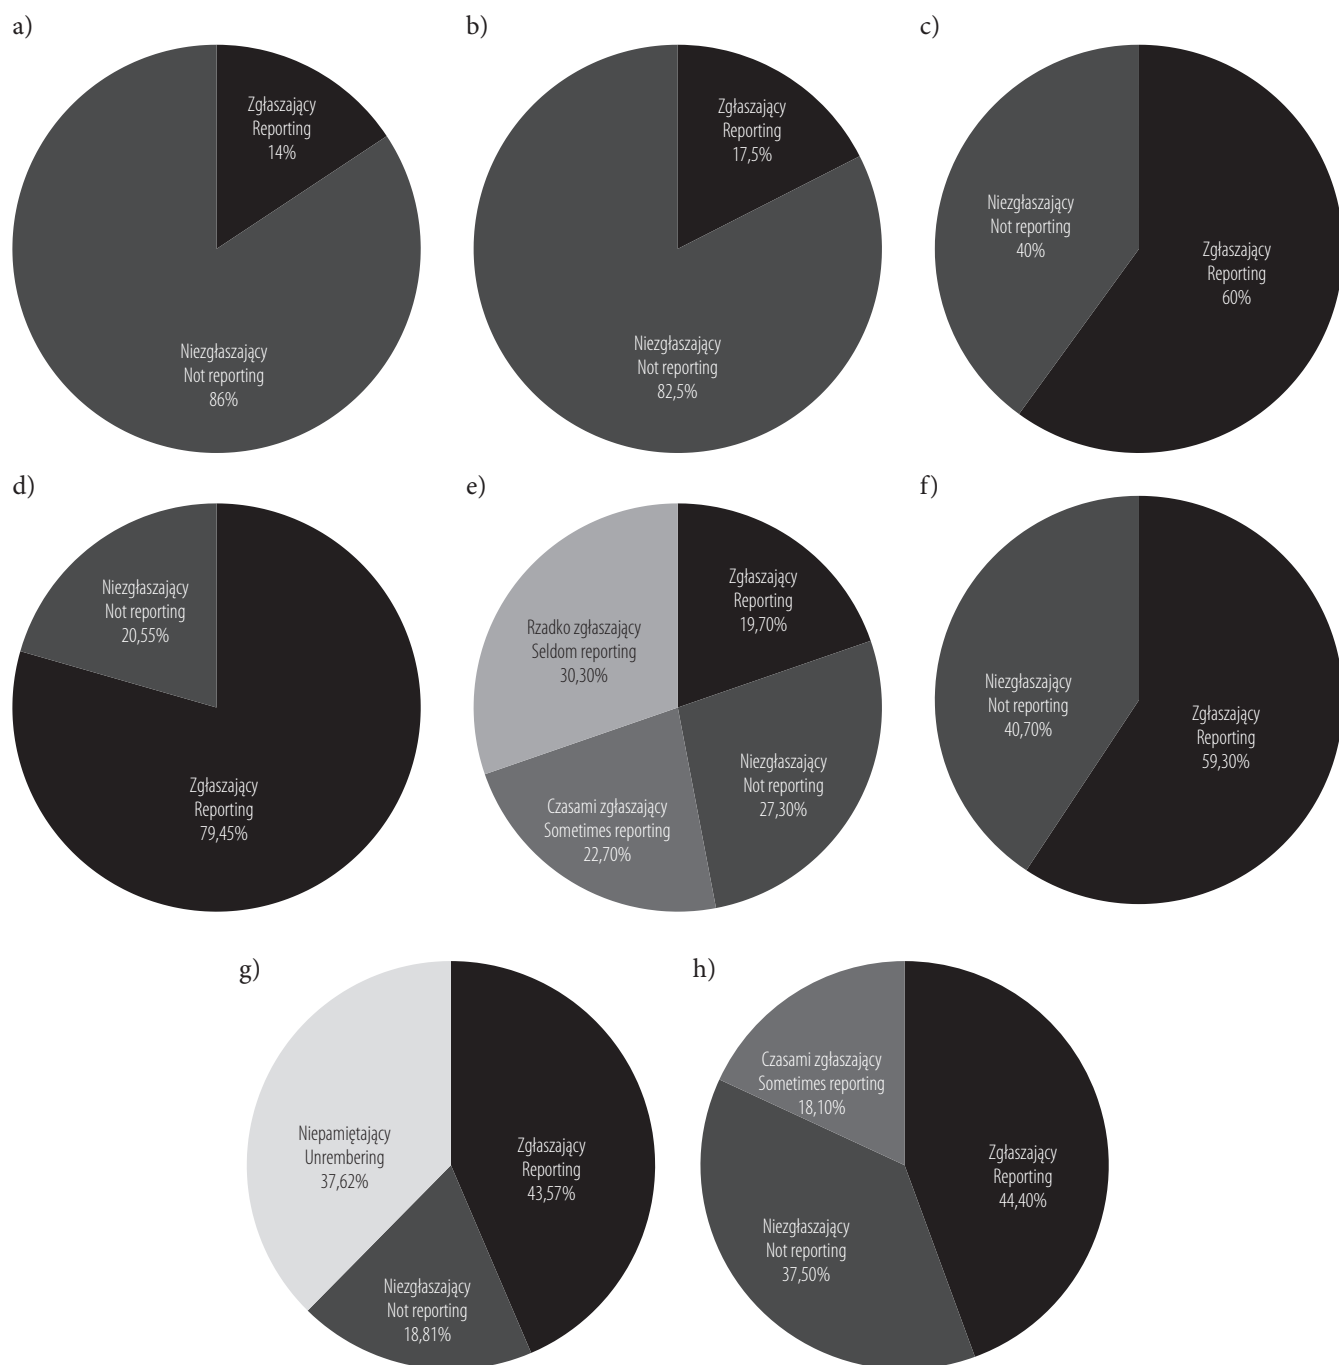 a)
Zgłaszający
Reporting
14%
Niezgłaszający
Not reporting
86%
b)
Zgłaszający
Reporting
17,5%
Niezgłaszający
Not reporting
82,5%
c)
Niezgłaszający
Not reporting
40%
Zgłaszający
Reporting
60%
d)
Niezgłaszający
Not reporting
20,55%
Zgłaszający
Reporting
79,45%
e)
Zgłaszający
Reporting
19,70%
Rzadko zgłaszający
Seldom reporting
30,30%
Niezgłaszający
Not reporting
27,30%
Czasami zgłaszający
Sometimes reporting
22,70%
f)
Niezgłaszający
Not reporting
40,70%
Zgłaszający
Reporting
59,30%
g)
Niepamiętający
Unrembering
37,62%
Zgłaszający
Reporting
43,57%
Niezgłaszający
Not reporting
18,81%
h)
Czasami zgłaszający
Sometimes reporting
18,10%
Zgłaszający
Reporting
44,40%
Niezgłaszający
Not reporting
37,50%